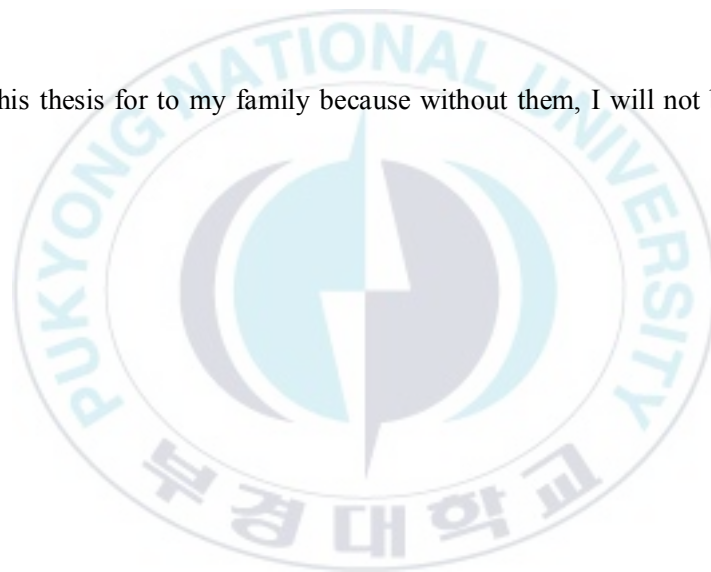 PUKYONG NATIONAL UNIVERSITY
his thesis for to my family because without them, I will not
부경대학교